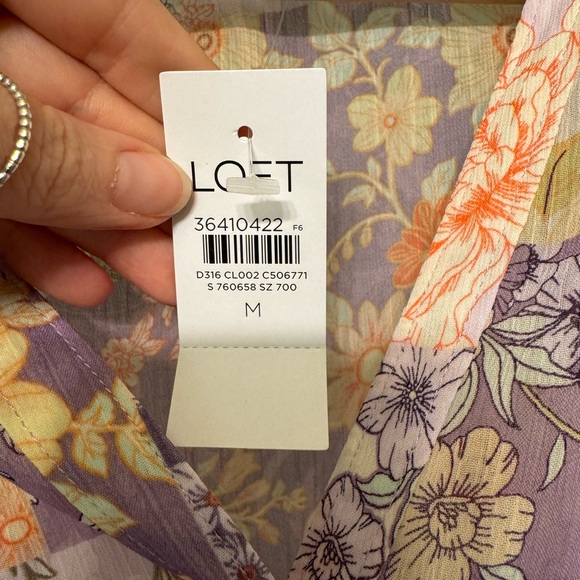 LOFT
36410422 F6
D316 CL002 C506771
S 760658 SZ 700
M